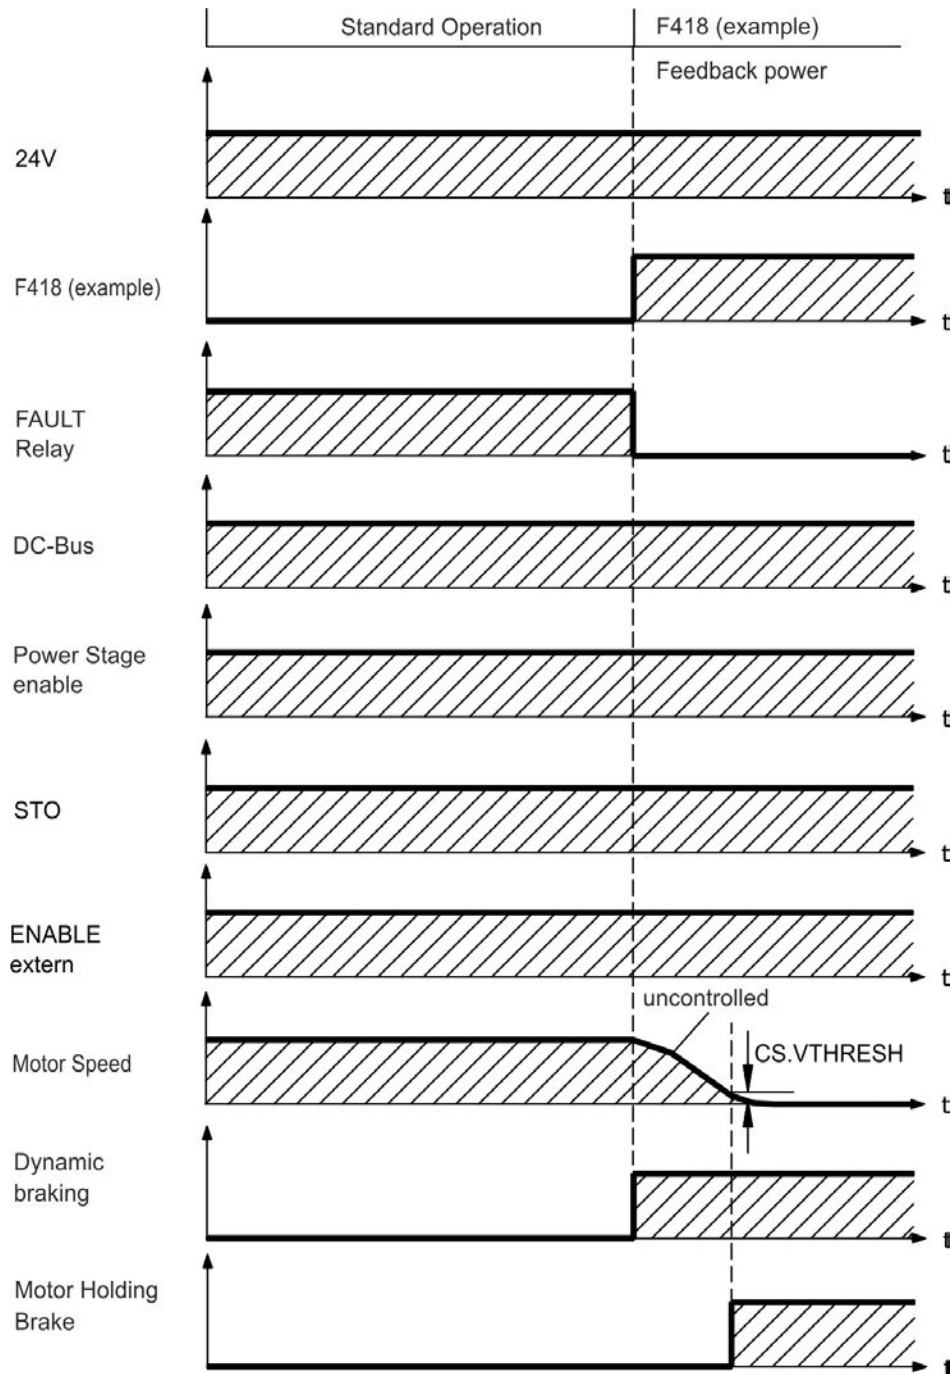 Standard Operation
F418 (example)
Feedback power
24V
t
F418 (example)
t
FAULT
Relay
t
DC-Bus
t
Power Stage
enable
t
STO
t
ENABLE
extern
t
uncontrolled
Motor Speed
CS.VTHRESH
t
Dynamic
braking
t
Motor Holding
Brake
t